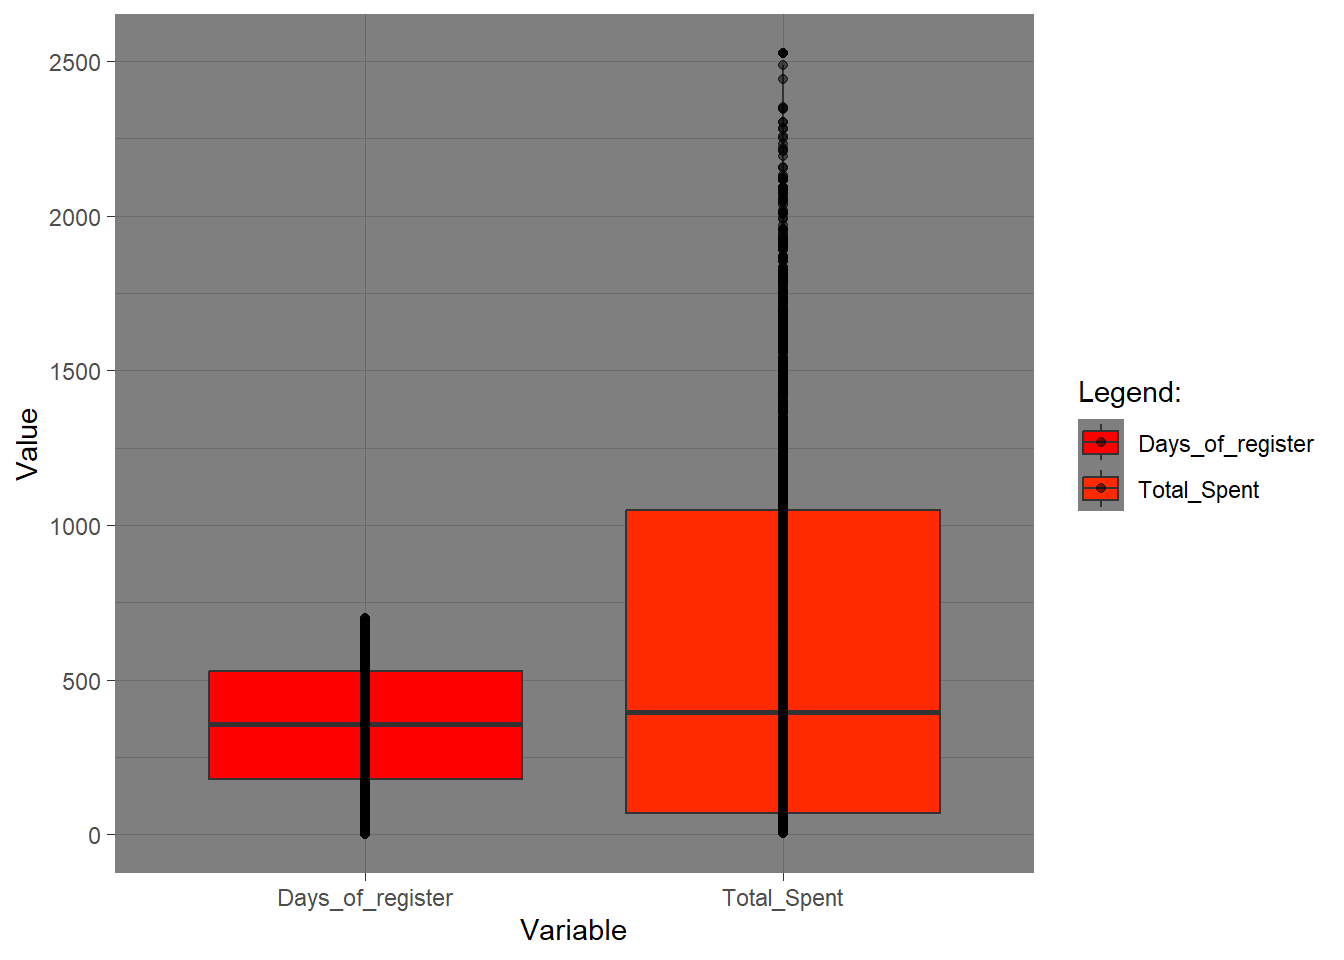 2500
2000
1500
1000
500
0
Value
Days_of_register
Total_Spent
Variable
Legend:
Days_of_register
Total_Spent